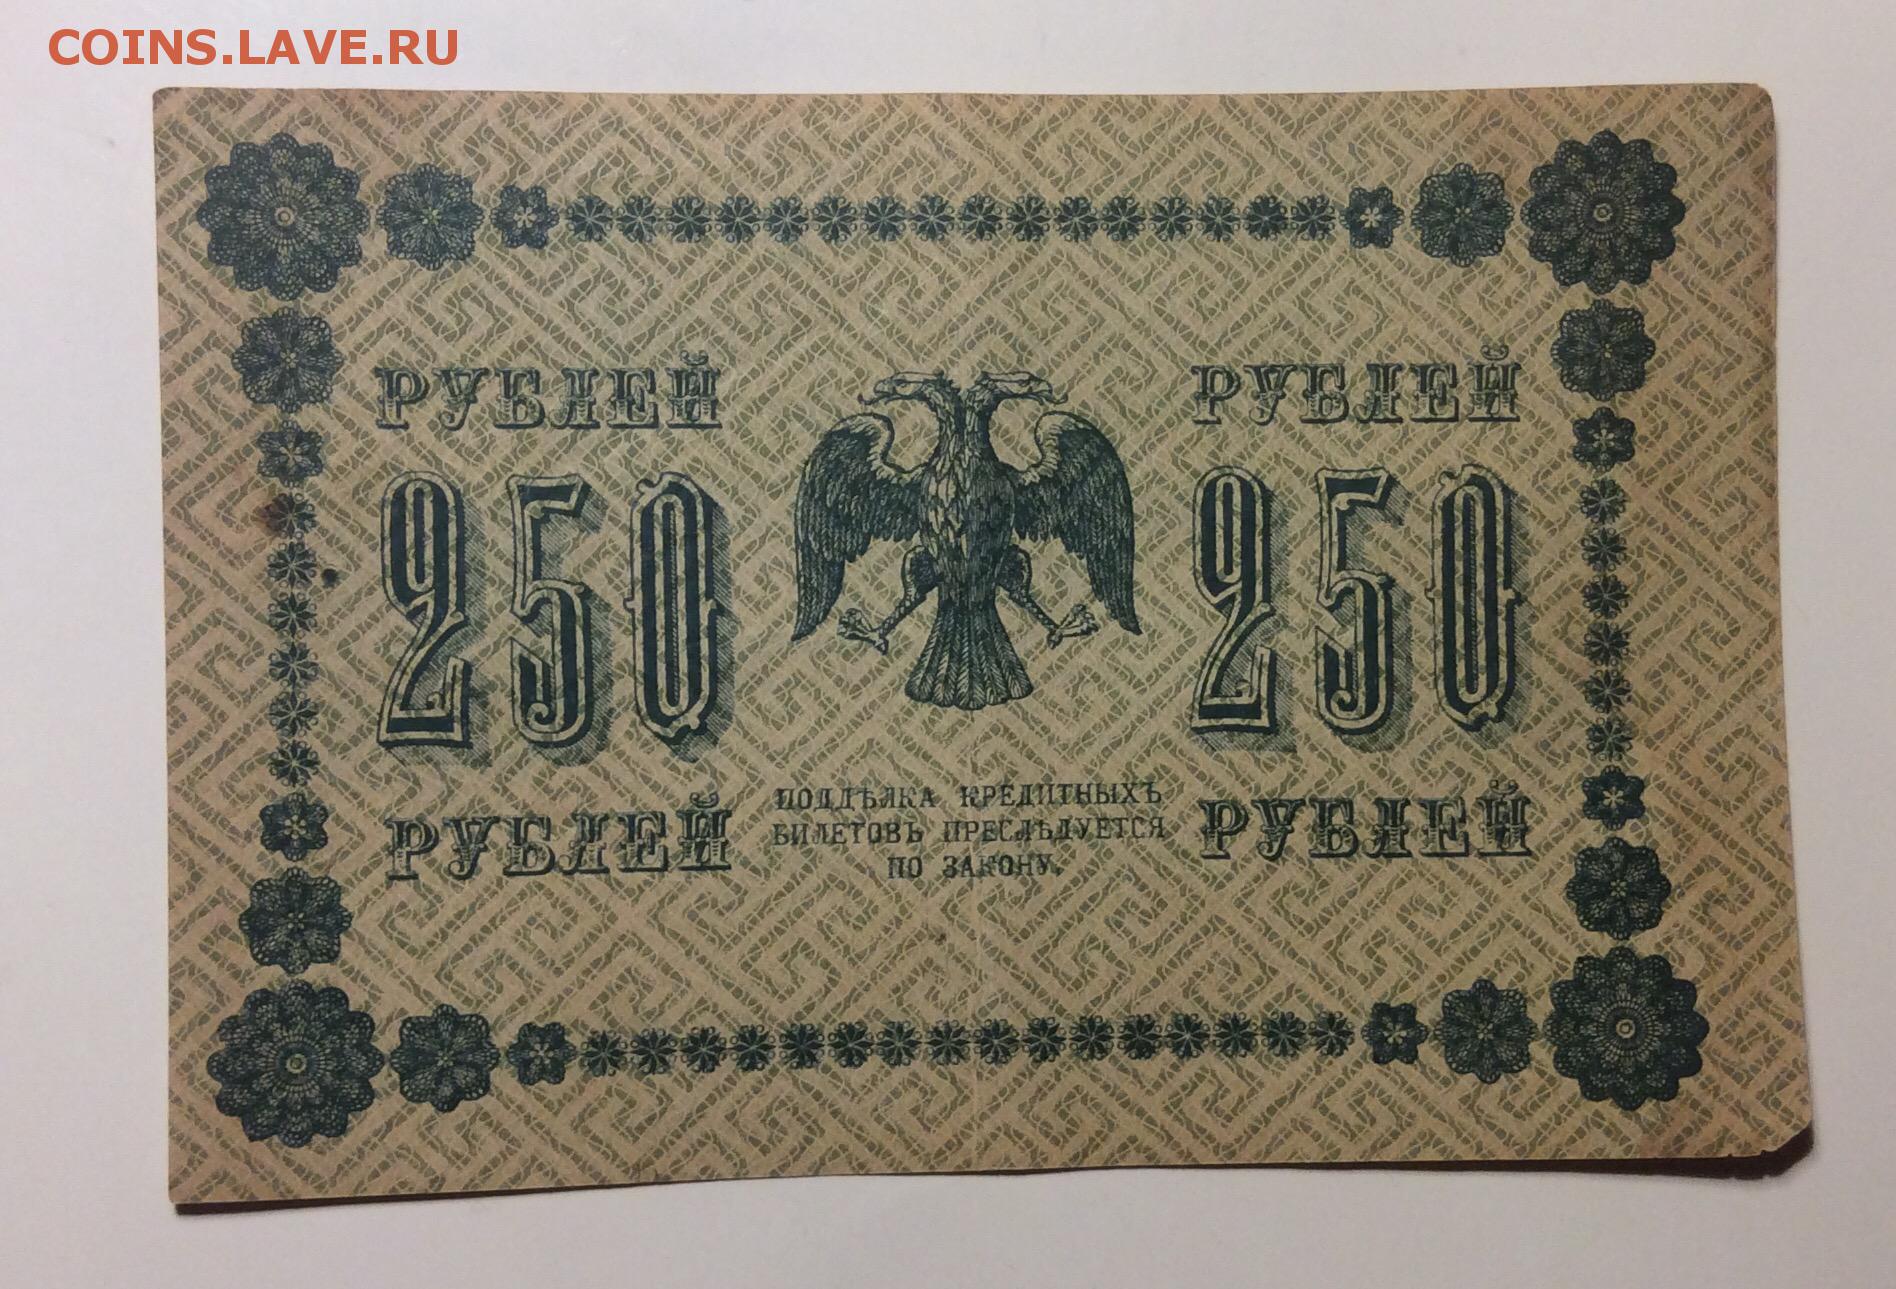 COINS.LAVE.RU
РУБЛЕЙ РУБЛЕЙ
250 250
РУБЛЕЙ РУБЛЕЙ
ПОДДѢЛКА КРЕДИТНЫХЪ
БИЛЕТОВЪ ПРЕСЛѢДУЕТСЯ
ПО ЗАКОНУ.